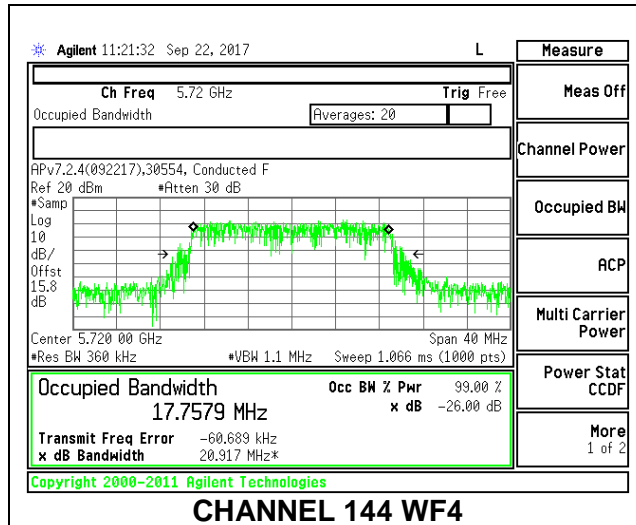 Agilent 11:21:32 Sep 22, 2017 L
Measure
Ch Freq 5.72 GHz Trig Free
Meas Off
Occupied Bandwidth Averages: 20
Channel Power
APv7.2.4(092217),30554, Conducted F
Ref 20 dBm #Atten 30 dB
#Samp
Log
10
dB/
Offst
15.8
dB
Occupied BW
ACP
Multi Carrier
Power
Center 5.720 00 GHz Span 40 MHz
#Res BW 360 kHz #VBW 1.1 MHz Sweep 1.066 ms (1000 pts)
Power Stat
CCDF
Occupied Bandwidth Occ BW % Pwr 99.00 %
17.7579 MHz x dB -26.00 dB
Transmit Freq Error -60.689 kHz
x dB Bandwidth 20.917 MHz*
More
1 of 2
Copyright 2000-2011 Agilent Technologies
CHANNEL 144 WF4